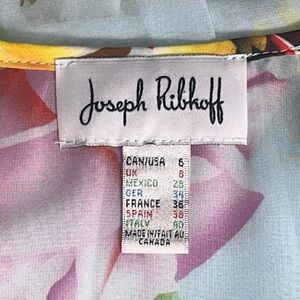 Joseph Ribkoff
CAN/USA 6
UK 8
MEXICO 28
GER 34
FRANCE 36
SPAIN 38
ITALY 40
MADE IN/FAIT AU
CANADA